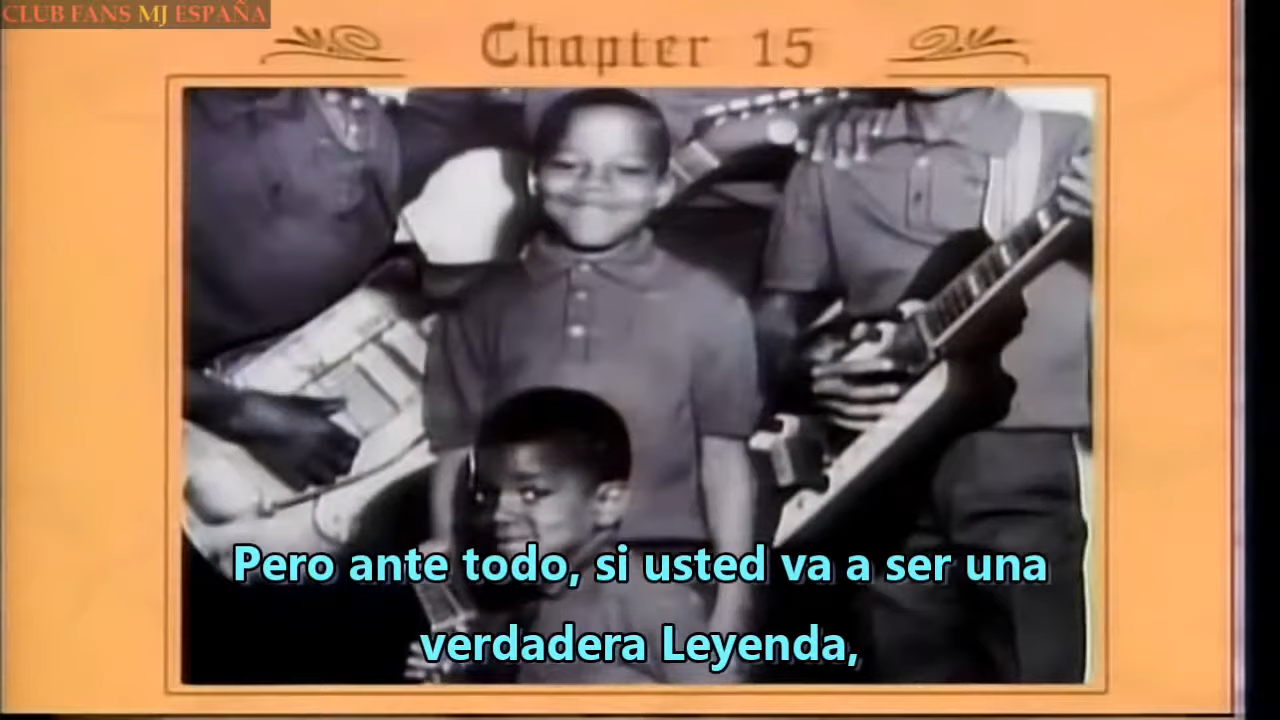 CLUB FANS MJ ESPAÑA
Chapter 15
Pero ante todo, si usted va a ser una
verdadera Leyenda,